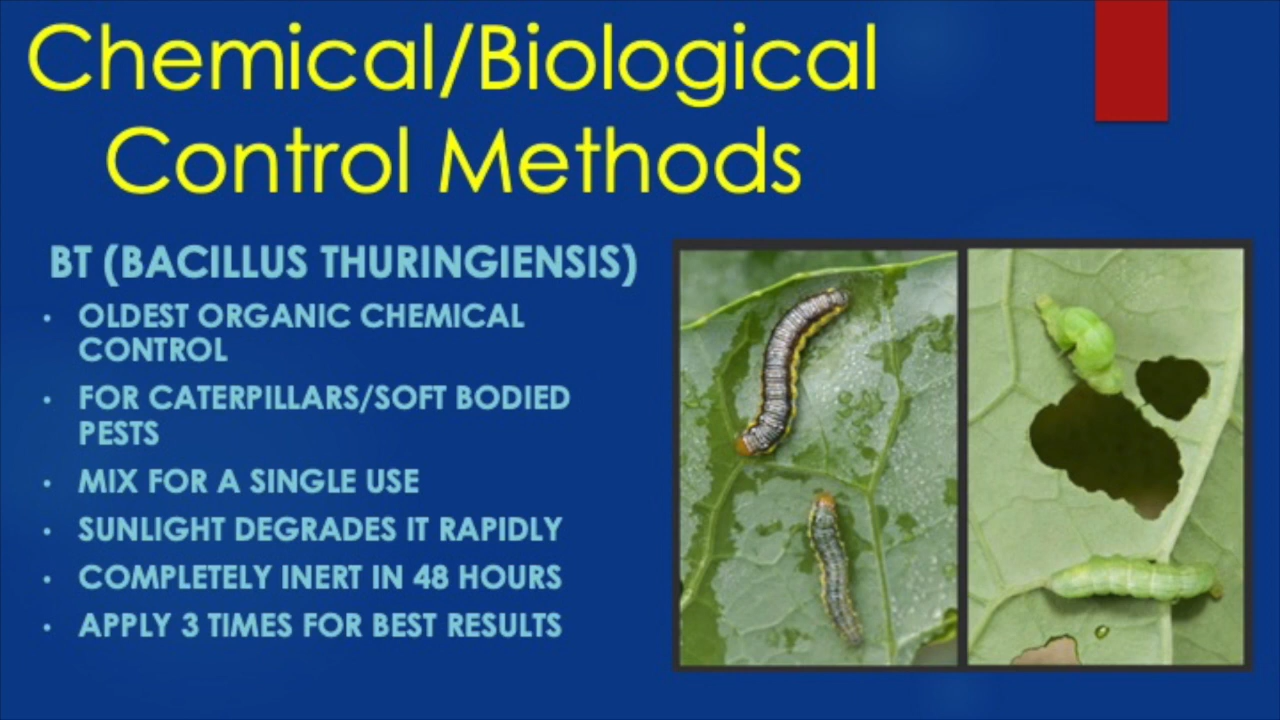 Chemical/Biological
Control Methods
BT (BACILLUS THURINGIENSIS)
• OLDEST ORGANIC CHEMICAL
CONTROL
• FOR CATERPILLARS/SOFT BODIED
PESTS
• MIX FOR A SINGLE USE
• SUNLIGHT DEGRADES IT RAPIDLY
• COMPLETELY INERT IN 48 HOURS
• APPLY 3 TIMES FOR BEST RESULTS